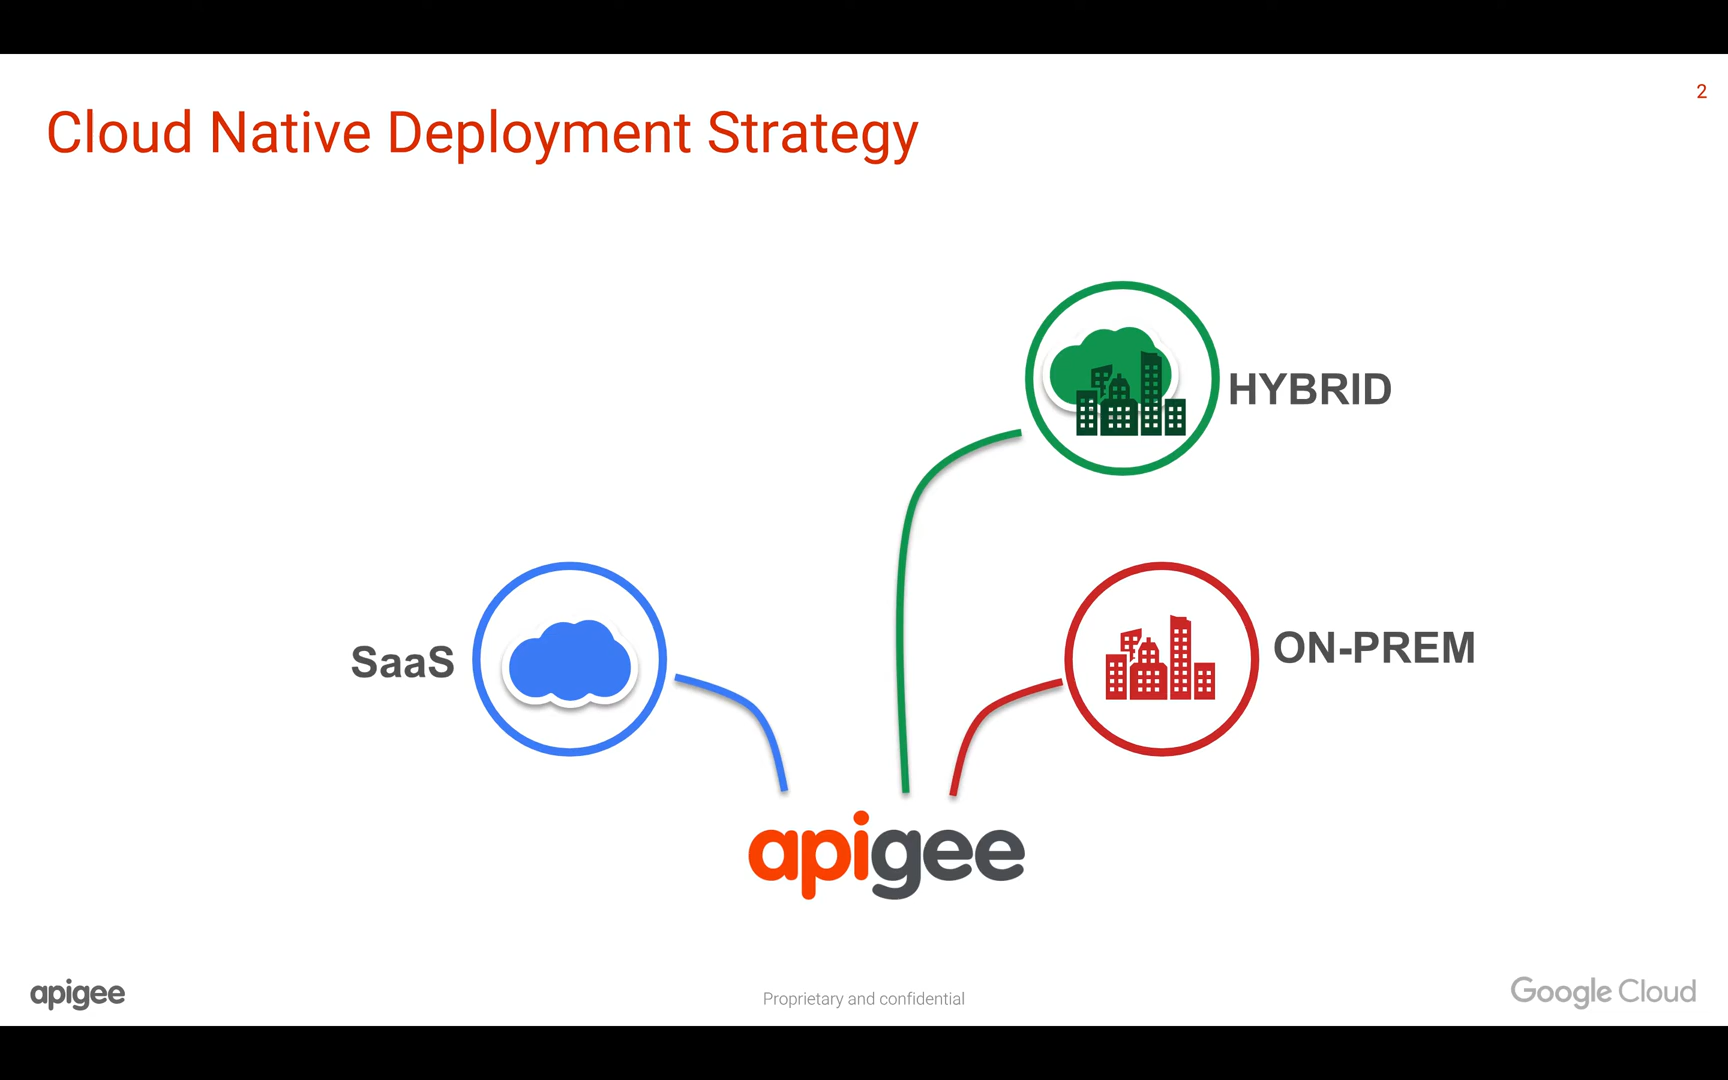 2
Cloud Native Deployment Strategy
HYBRID
SaaS
ON-PREM
apigee
apigee
Proprietary and confidential
Google Cloud